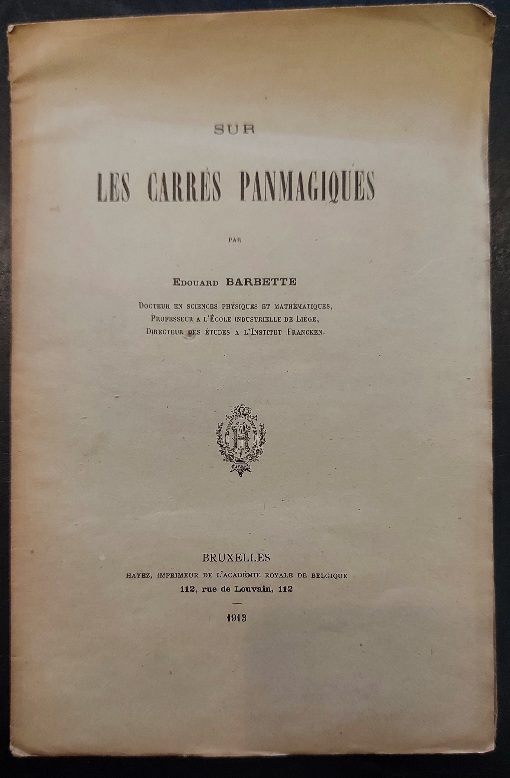 SUR
LES CARRÉS PANMAGIQUES
PAR
EDOUARD BARBETTE
DOCTEUR EN SCIENCES PHYSIQUES ET MATHÉMATIQUES,
PROFESSEUR A L'ÉCOLE INDUSTRIELLE DE LIÉGE,
DIRECTEUR DES ÉTUDES A L'INSTITUT FRANCKEN.
H
BRUXELLES
HAYEZ, IMPRIMEUR DE L'ACADÉMIE ROYALE DE BELGIQUE
112, rue de Louvain, 112
1913